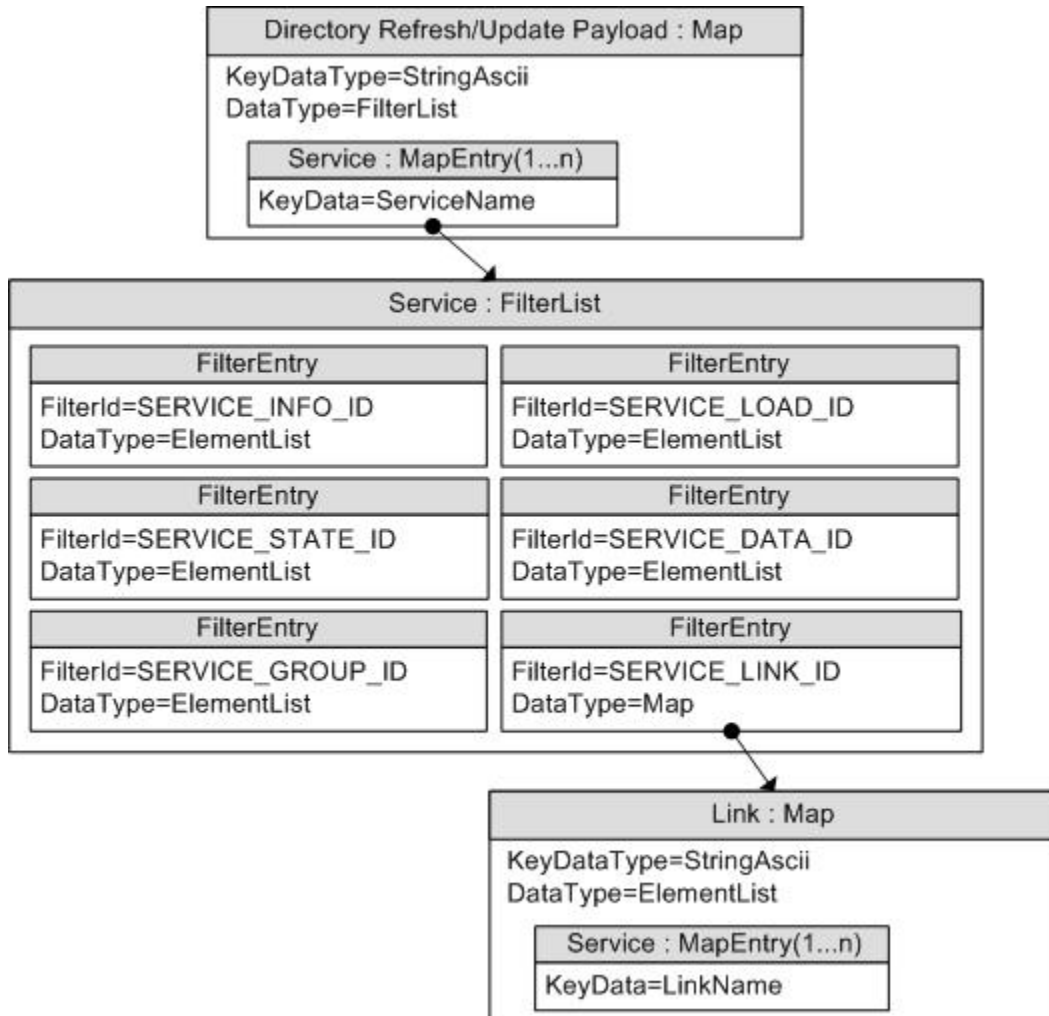 Directory Refresh/Update Payload : Map
KeyDataType=StringAscii
DataType=FilterList
Service : MapEntry(1...n)
KeyData=ServiceName
Service : FilterList
FilterEntry
FilterId=SERVICE_INFO_ID
DataType=ElementList
FilterEntry
FilterId=SERVICE_LOAD_ID
DataType=ElementList
FilterEntry
FilterId=SERVICE_STATE_ID
DataType=ElementList
FilterEntry
FilterId=SERVICE_DATA_ID
DataType=ElementList
FilterEntry
FilterId=SERVICE_GROUP_ID
DataType=ElementList
FilterEntry
FilterId=SERVICE_LINK_ID
DataType=Map
Link : Map
KeyDataType=StringAscii
DataType=ElementList
Service : MapEntry(1...n)
KeyData=LinkName